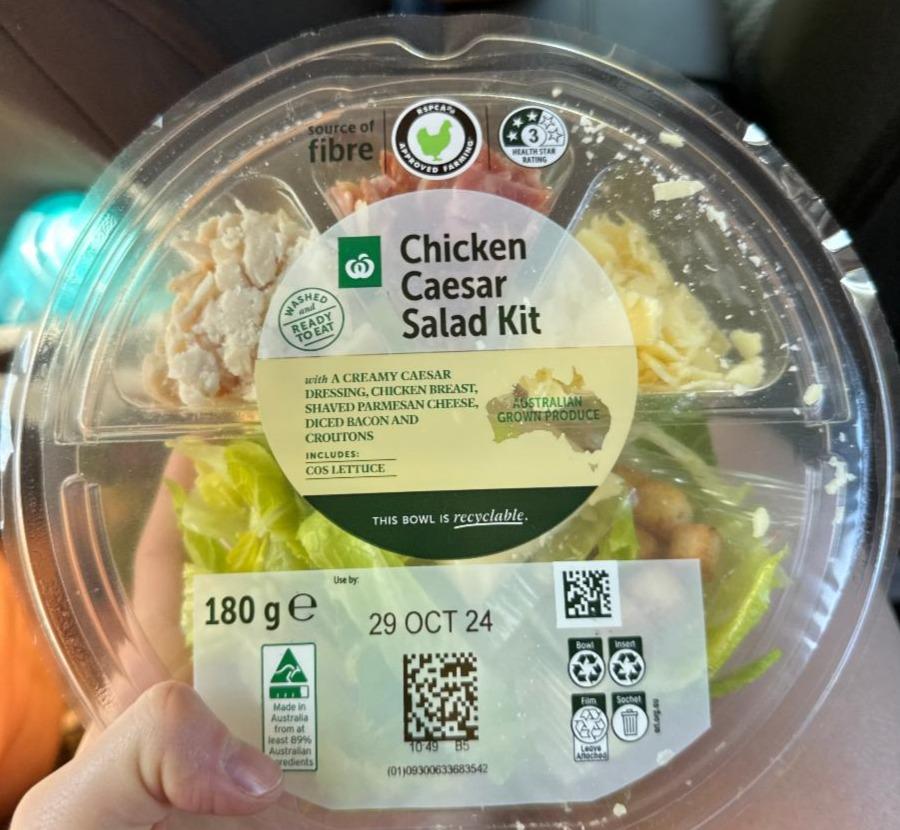 source of
fibre
RSPCA
APPROVED FARMING
3
HEALTH STAR
RATING
Chicken
Caesar
Salad Kit
WASHED
and
READY
TO EAT
with A CREAMY CAESAR
DRESSING, CHICKEN BREAST,
SHAVED PARMESAN CHEESE,
DICED BACON AND
CROUTONS
INCLUDES:
COS LETTUCE
AUSTRALIAN
GROWN PRODUCE
THIS BOWL IS recyclable.
Use by:
180 g e
29 OCT 24
Made in
Australia
from at
least 89%
Australian
redients
10 49 B5
(01)09300633683542
Bowl
Insert
Film
Sachet
Leave
Attached